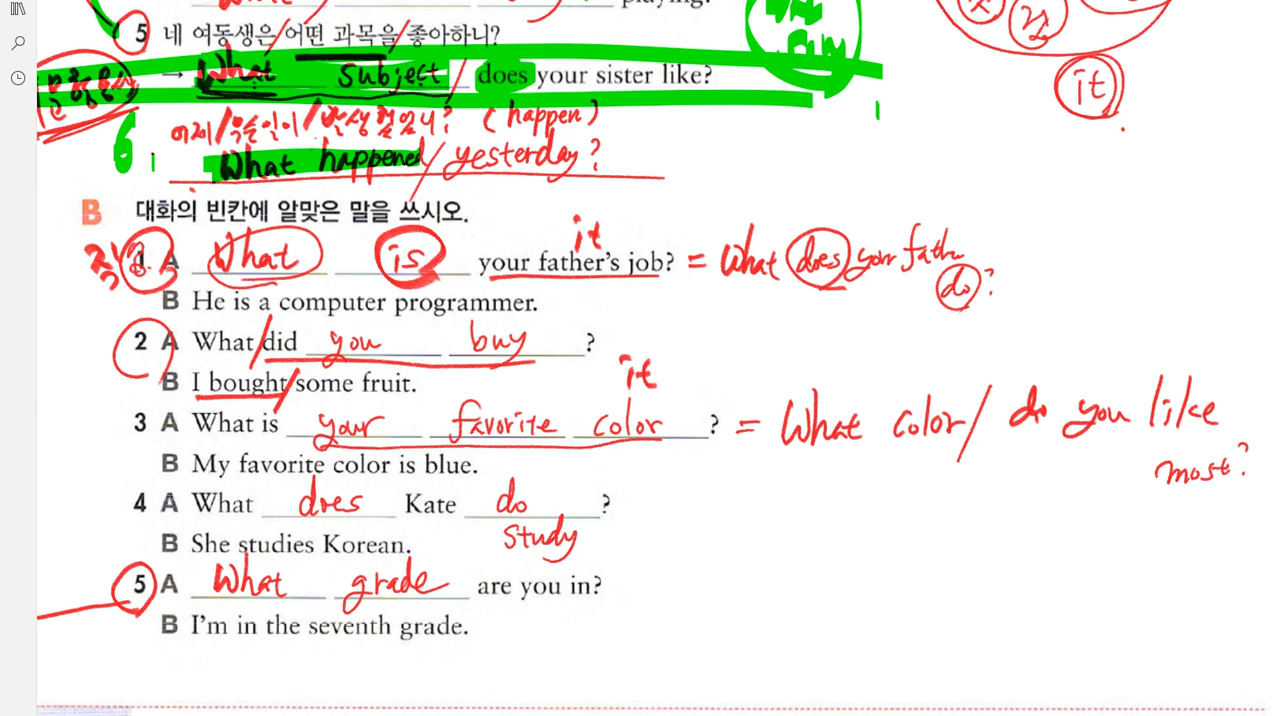 playing?
5 네 여동생은/어떤 과목을/좋아하니?
→ What subject / does your sister like?
어제/무슨일이/발생했었니? (happen)
6 What happened / yesterday?
it
B 대화의 빈칸에 알맞은 말을 쓰시오.
it
1 A What is your father's job? = What does your father do?
B He is a computer programmer.
2 A What/did you buy ?
B I bought/some fruit.
it
3 A What is your favorite color ? = What color/ do you like most?
B My favorite color is blue.
4 A What does Kate do ?
study
B She studies Korean.
5 A What grade are you in?
B I'm in the seventh grade.